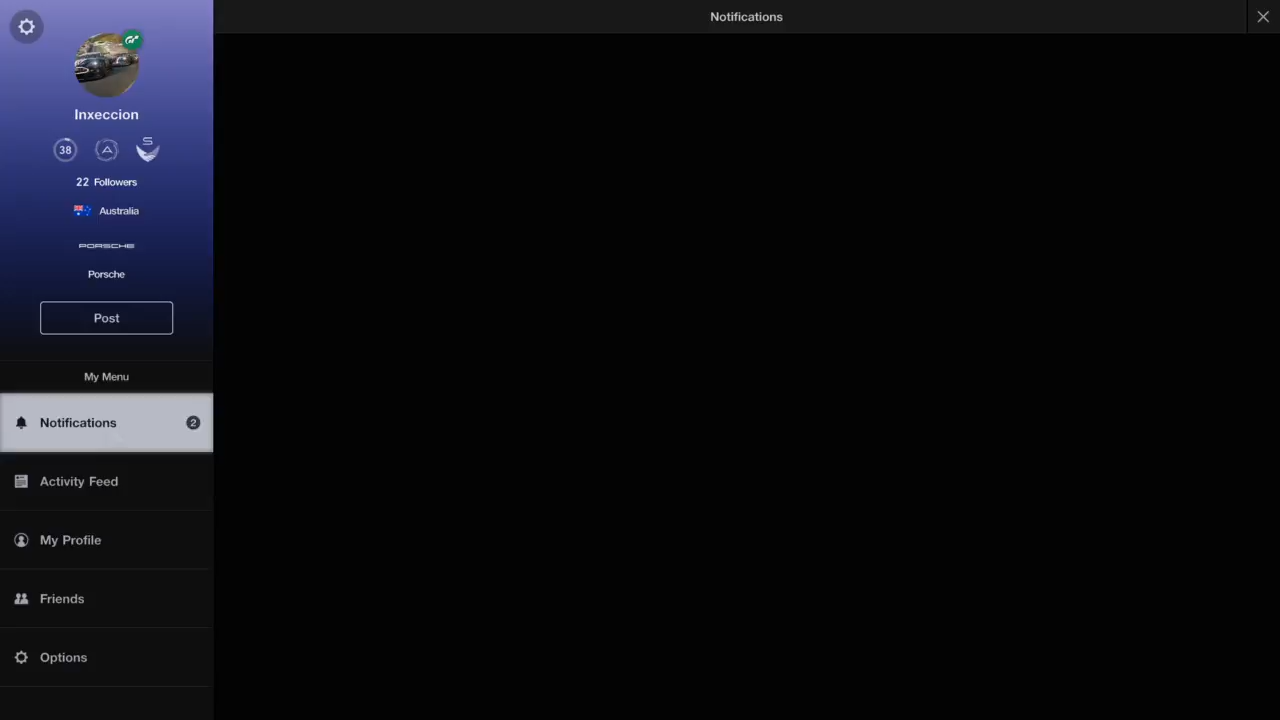 Notifications
Inxeccion
38 A S
22 Followers
Australia
PORSCHE
Porsche
Post
My Menu
Notifications 2
Activity Feed
My Profile
Friends
Options